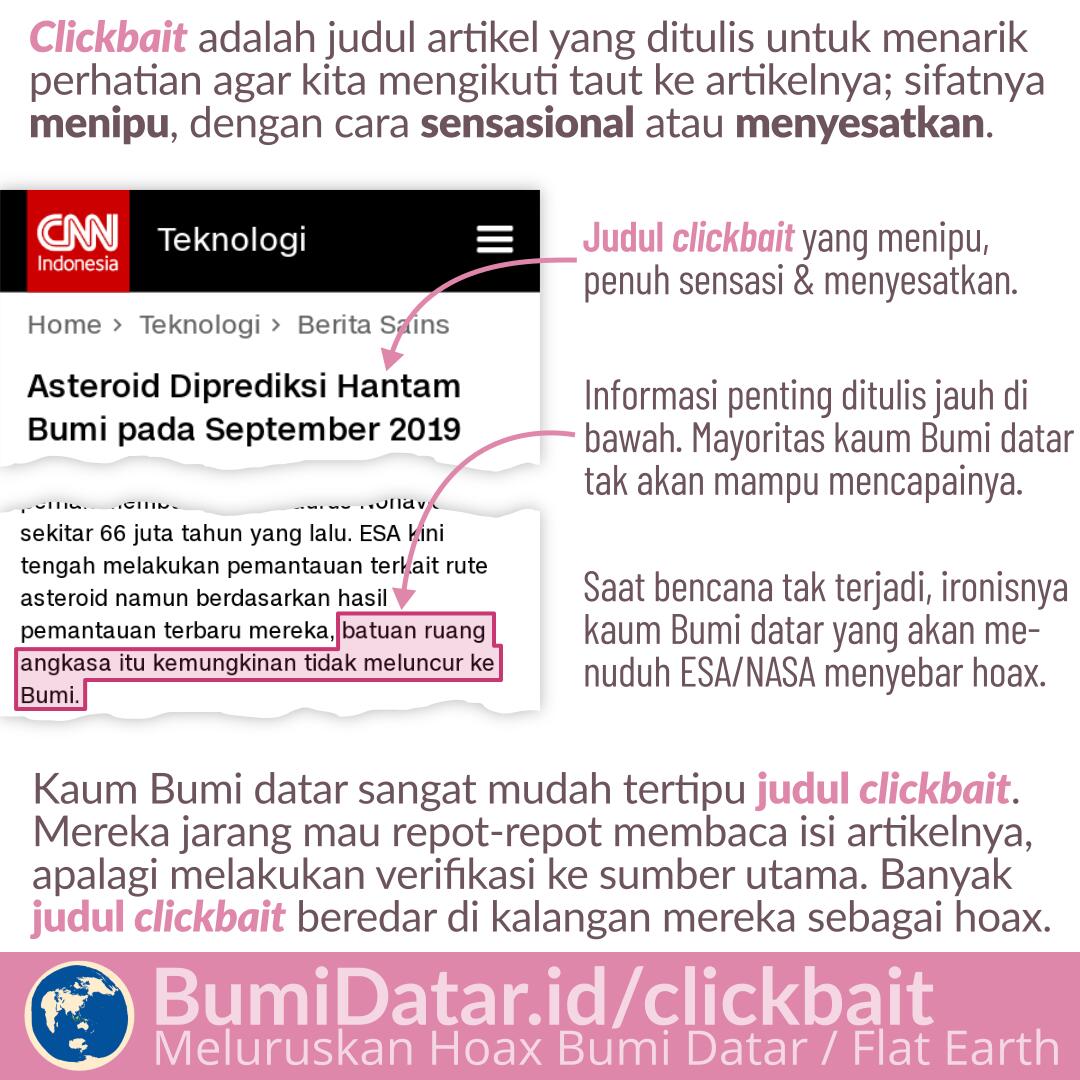 Clickbait adalah judul artikel yang ditulis untuk menarik
perhatian agar kita mengikuti taut ke artikelnya; sifatnya
menipu, dengan cara sensasional atau menyesatkan.
CNN
Indonesia
Teknologi
Home > Teknologi > Berita Sains
Asteroid Diprediksi Hantam
Bumi pada September 2019
sekitar 66 juta tahun yang lalu. ESA kini
tengah melakukan pemantauan terkait rute
asteroid namun berdasarkan hasil
pemantauan terbaru mereka, batuan ruang
angkasa itu kemungkinan tidak meluncur ke
Bumi.
Judul clickbait yang menipu,
penuh sensasi & menyesatkan.
Informasi penting ditulis jauh di
bawah. Mayoritas kaum Bumi datar
tak akan mampu mencapainya.
Saat bencana tak terjadi, ironisnya
kaum Bumi datar yang akan me-
nuduh ESA/NASA menyebar hoax.
Kaum Bumi datar sangat mudah tertipu judul clickbait.
Mereka jarang mau repot-repot membaca isi artikelnya,
apalagi melakukan verifikasi ke sumber utama. Banyak
judul clickbait beredar di kalangan mereka sebagai hoax.
BumiDatar.id/clickbait
Meluruskan Hoax Bumi Datar / Flat Earth